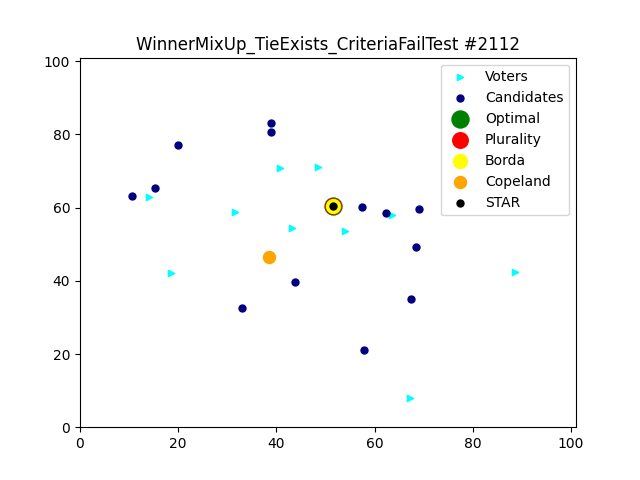 WinnerMixUp_TieExists_CriteriaFailTest #2112
100
80
60
40
20
0
0 20 40 60 80 100
Voters
Candidates
Optimal
Plurality
Borda
Copeland
STAR